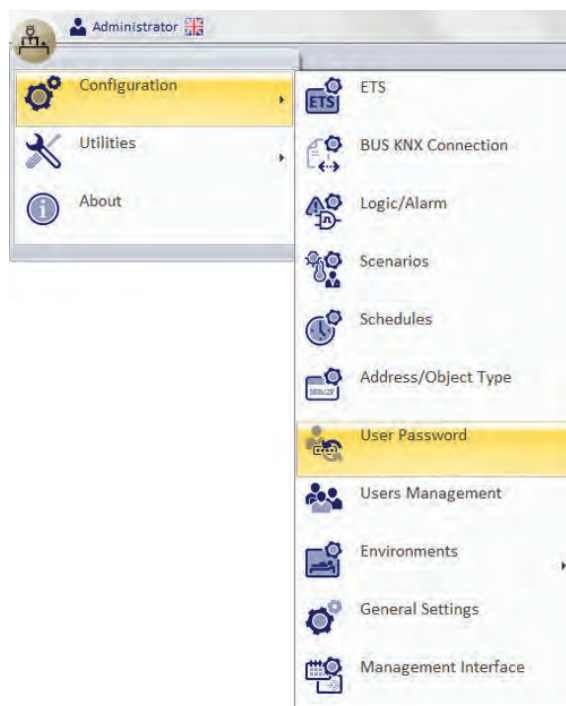 Administrator
Configuration
Utilities
About
ETS
ETS
BUS KNX Connection
Logic/Alarm
Scenarios
Schedules
Address/Object Type
User Password
Users Management
Environments
General Settings
Management Interface